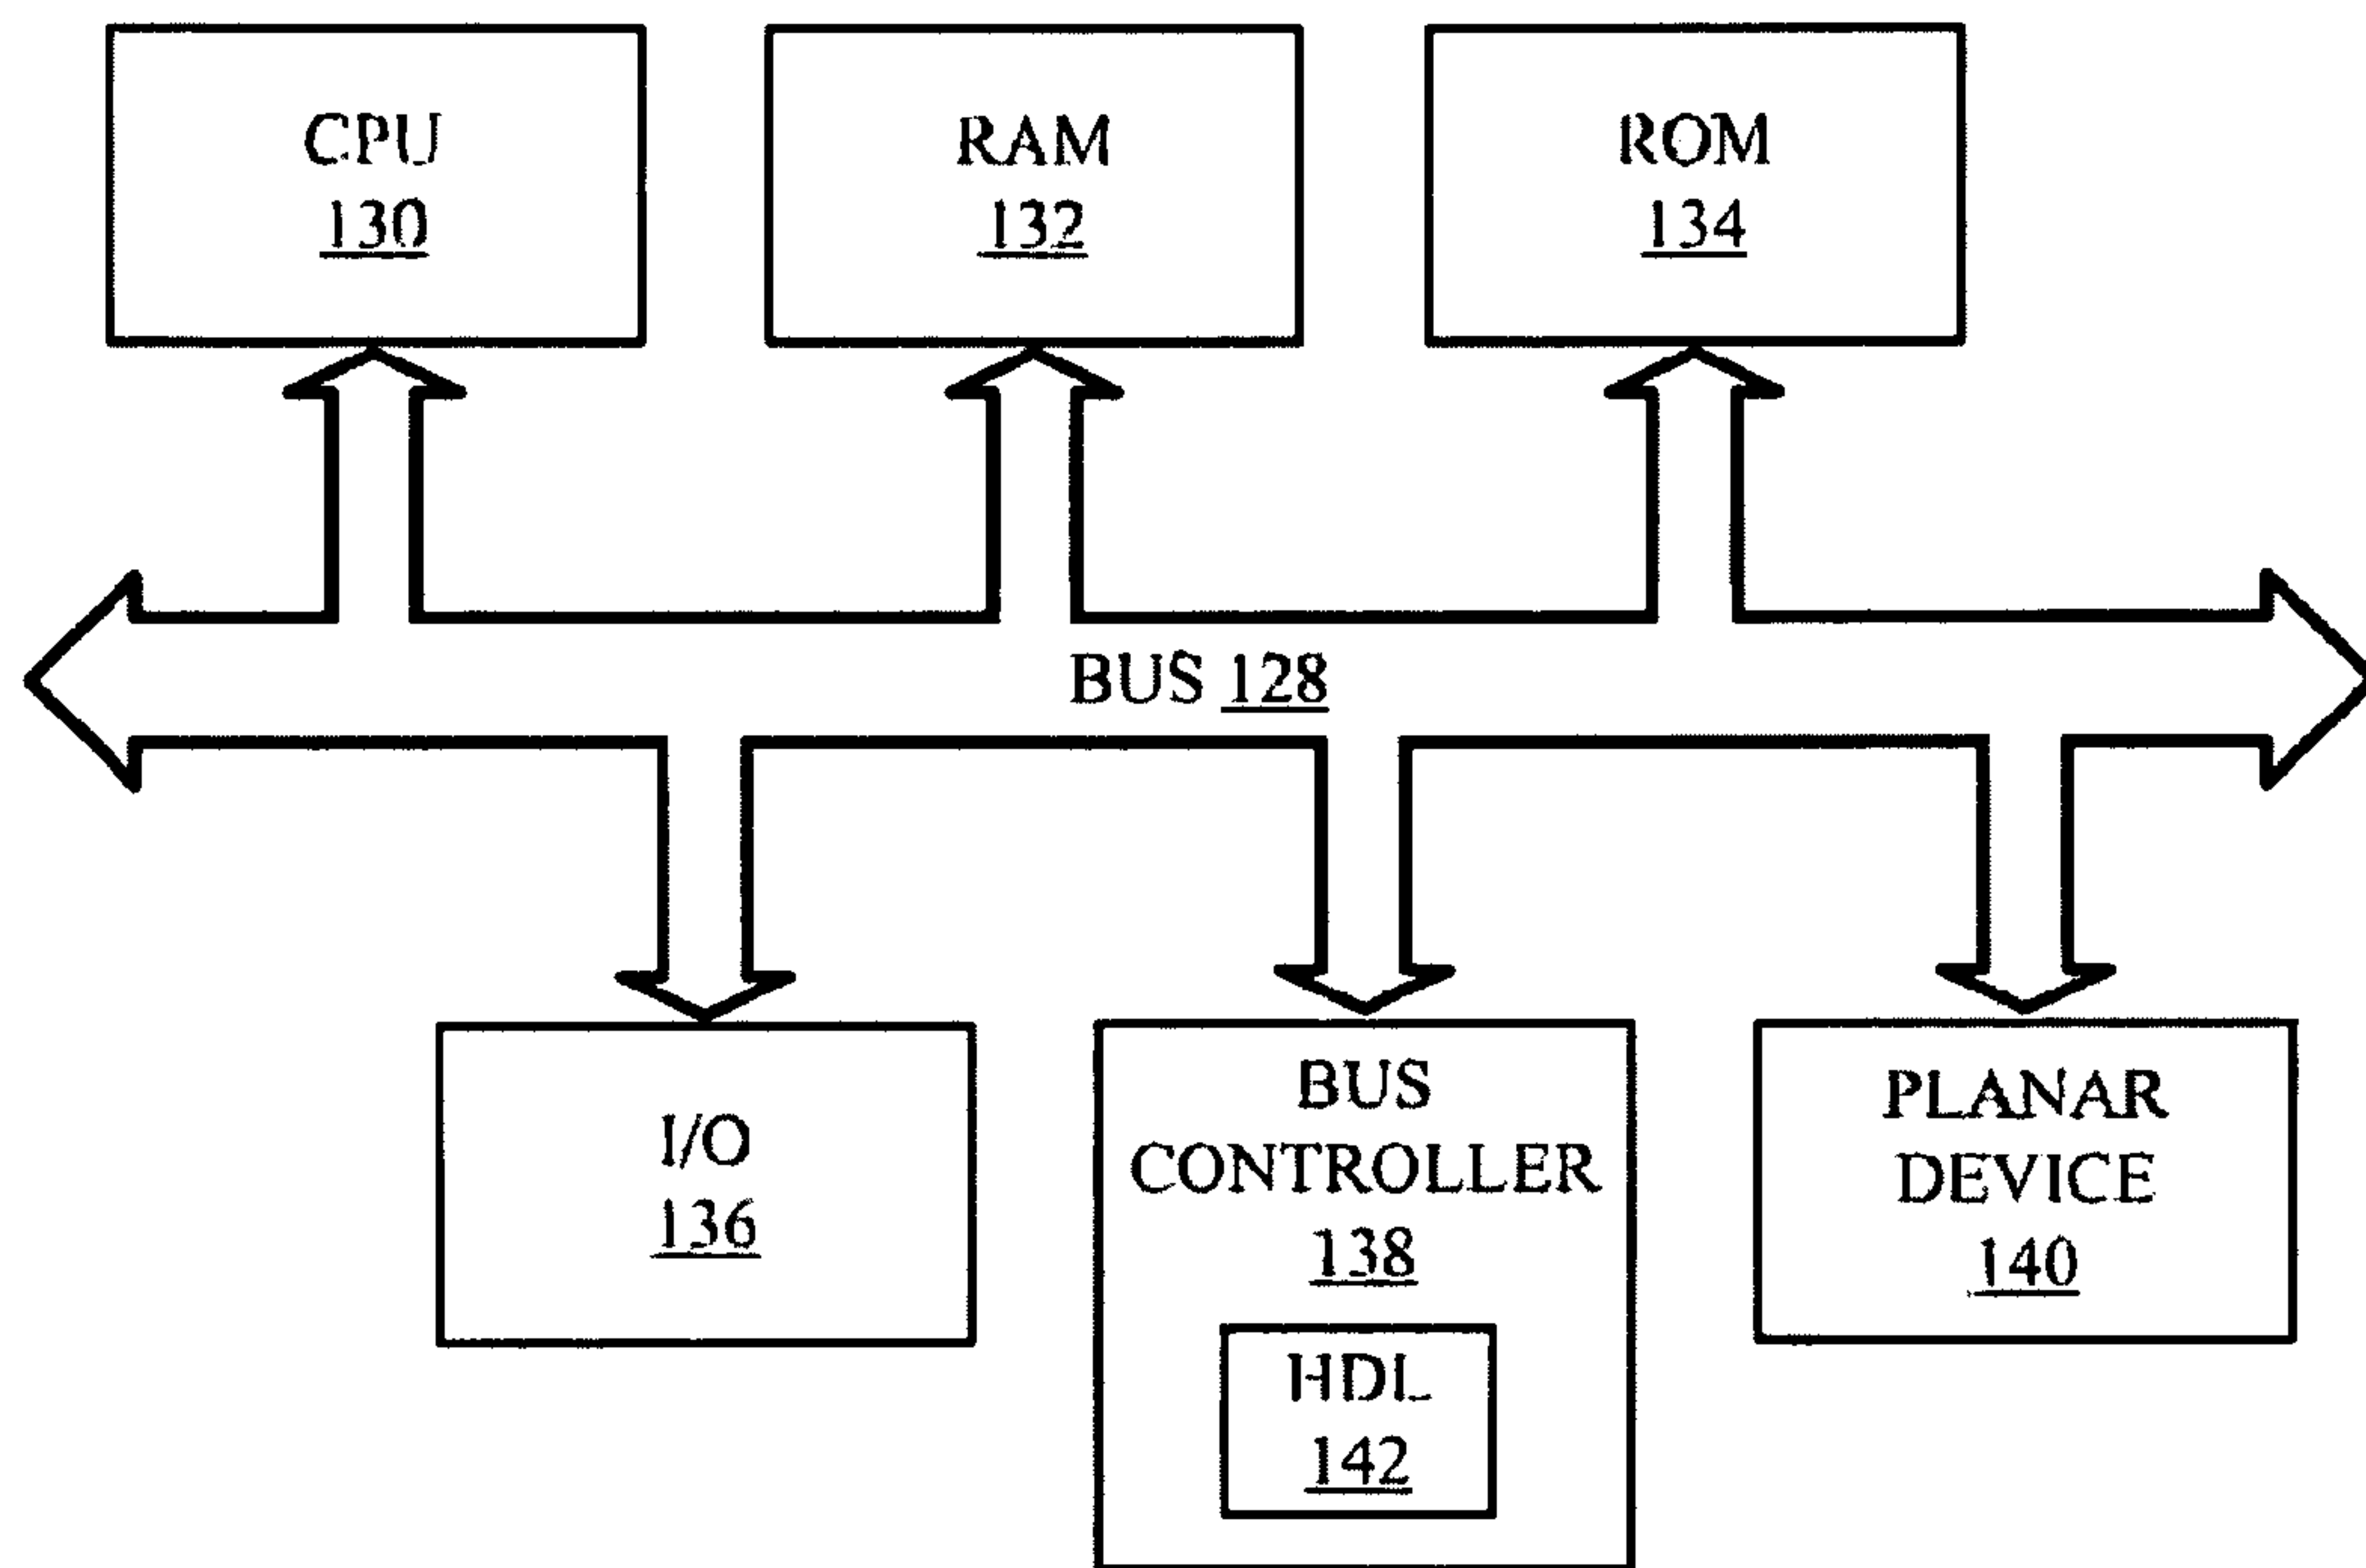 CPU
130
RAM
132
ROM
134
BUS 128
I/O
136
BUS
CONTROLLER
138
HDL
142
PLANAR
DEVICE
140